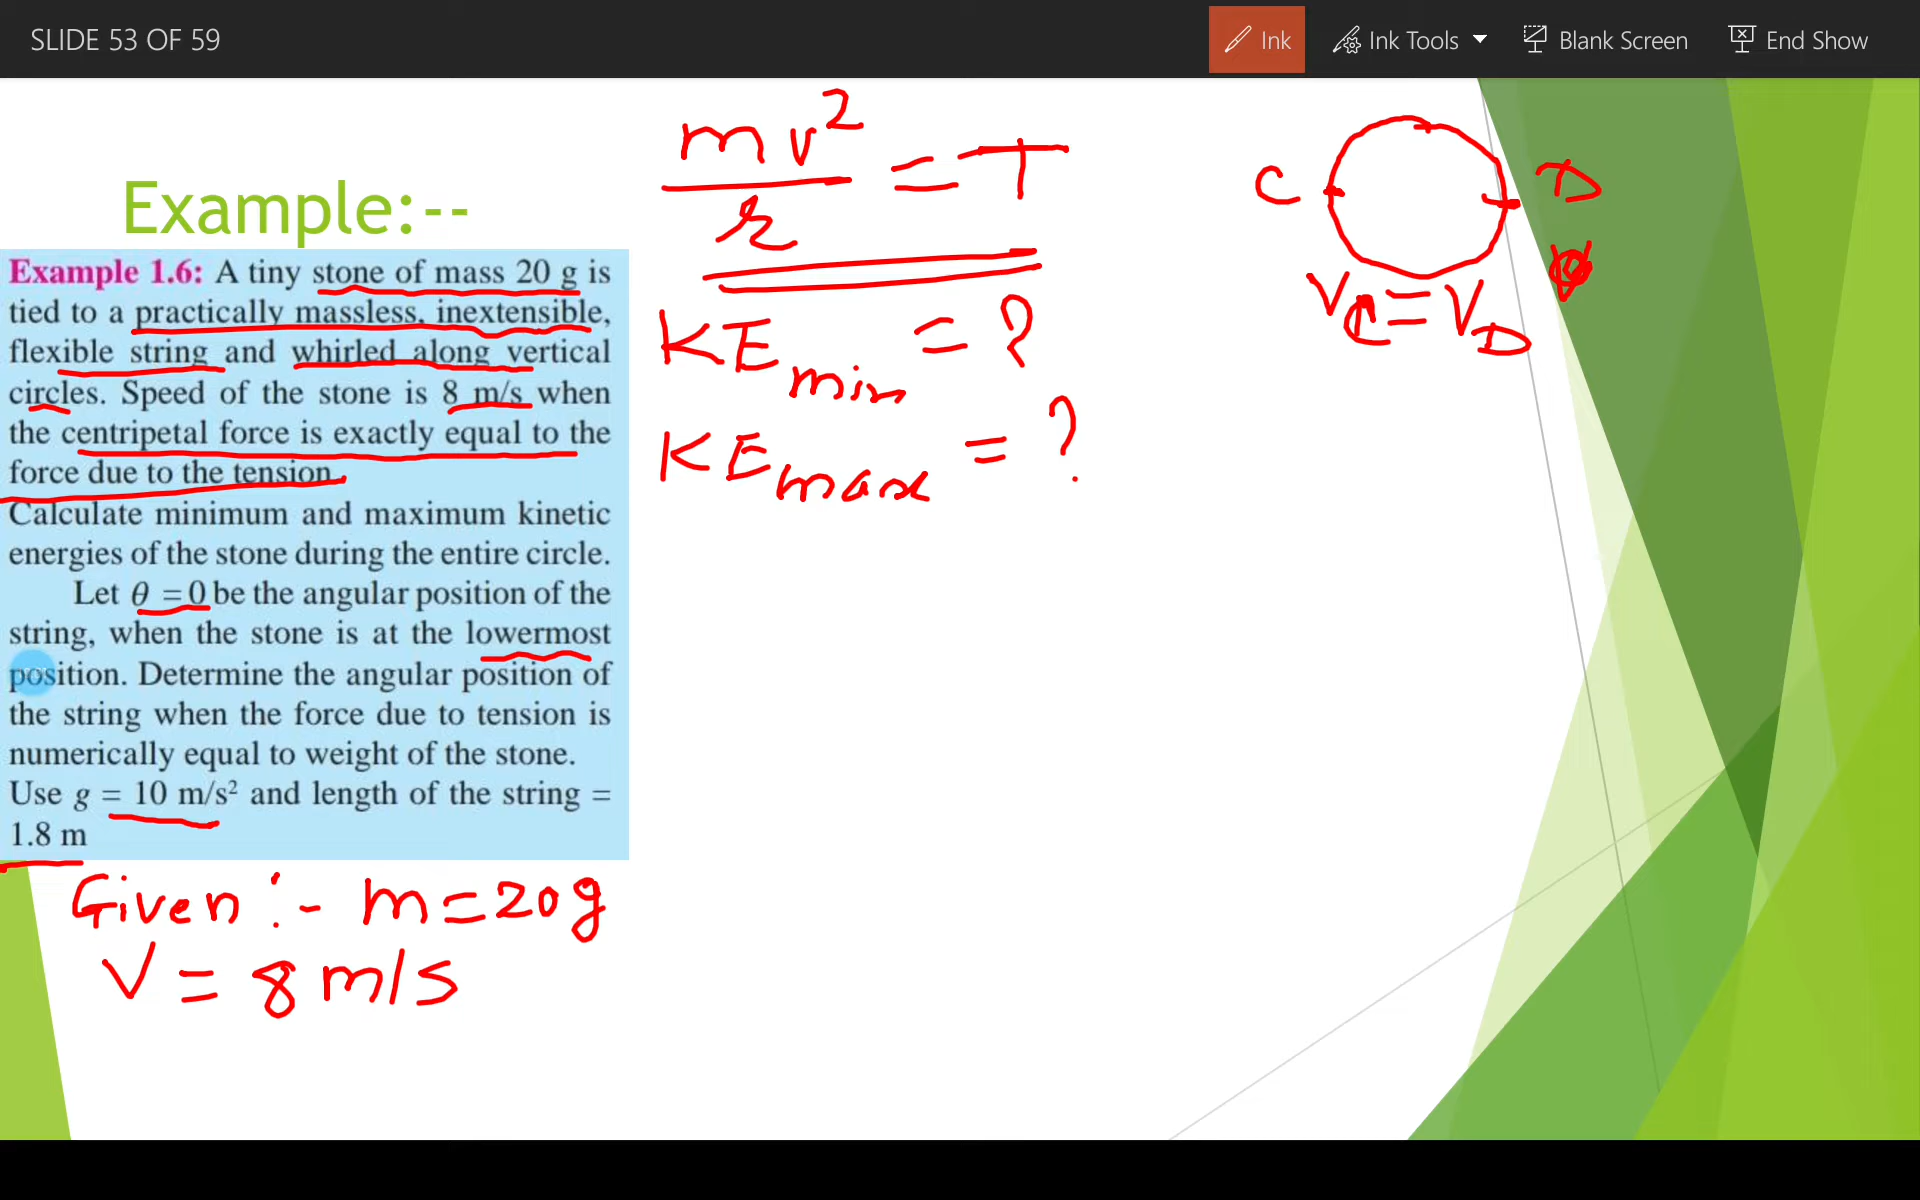 SLIDE 53 OF 59
Ink
Ink Tools
Blank Screen
End Show
Example:--
Example 1.6: A tiny stone of mass 20 g is
tied to a practically massless, inextensible,
flexible string and whirled along vertical
circles. Speed of the stone is 8 m/s when
the centripetal force is exactly equal to the
force due to the tension.
Calculate minimum and maximum kinetic
energies of the stone during the entire circle.
Let θ =0 be the angular position of the
string, when the stone is at the lowermost
position. Determine the angular position of
the string when the force due to tension is
numerically equal to weight of the stone.
Use g = 10 m/s² and length of the string =
1.8 m
Given :- m=20g
V = 8 m/s
mv² = T
r
KE min = ?
KE max = ?
C D
V C = V D